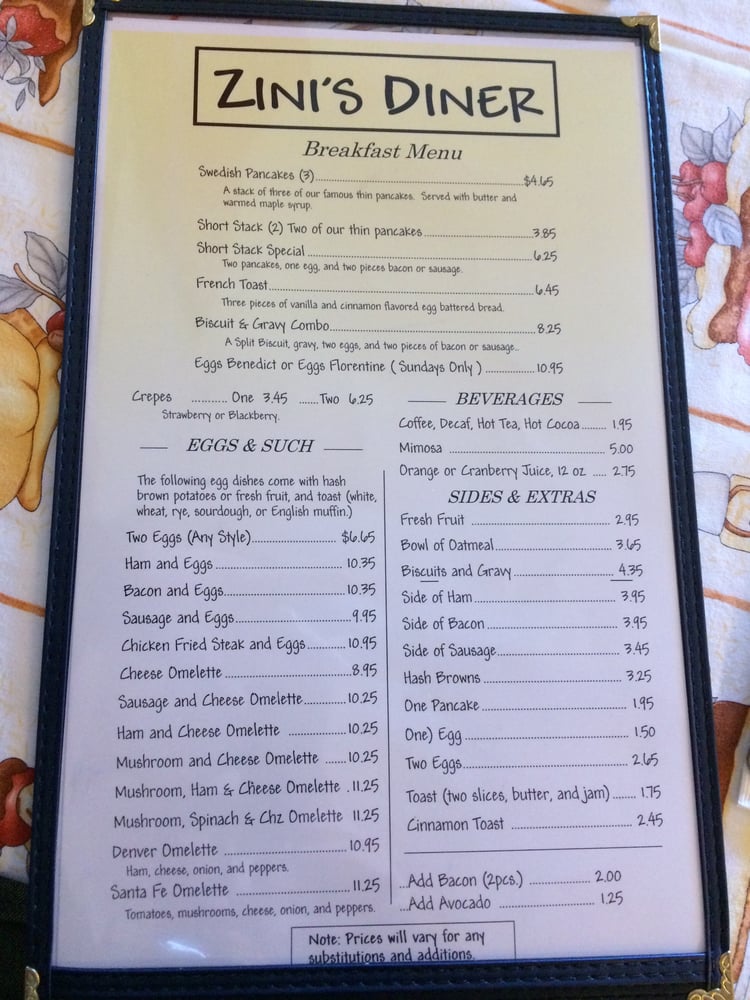 ZINI'S DINER
Breakfast Menu
Swedish Pancakes (3)........................................$4.65
A stack of three of our famous thin pancakes. Served with butter and
warmed maple syrup.
Short Stack (2) Two of our thin pancakes........................3.85
Short Stack Special........................................6.25
Two pancakes, one egg, and two pieces bacon or sausage.
French Toast........................................6.45
Three pieces of vanilla and cinnamon flavored egg battered bread.
Biscuit & Gravy Combo........................................8.25
A Split Biscuit, gravy, two eggs, and two pieces of bacon or sausage..
Eggs Benedict or Eggs Florentine ( Sundays Only )...............10.95
Crepes ........... One 3.45 ......Two 6.25
Strawberry or Blackberry.
EGGS & SUCH
The following egg dishes come with hash
brown potatoes or fresh fruit, and toast (white,
wheat, rye, sourdough, or English muffin.)
Two Eggs (Any Style)..................... $6.65
Ham and Eggs.............................. 10.35
Bacon and Eggs............................ 10.35
Sausage and Eggs..........................9.95
Chicken Fried Steak and Eggs............10.95
Cheese Omelette ..........................8.95
Sausage and Cheese Omelette............10.25
Ham and Cheese Omelette ...............10.25
Mushroom and Cheese Omelette .......10.25
Mushroom, Ham & Cheese Omelette .11.25
Mushroom, Spinach & Chz Omelette 11.25
Denver Omelette ......................... 10.95
Ham, cheese, onion, and peppers.
Santa Fe Omelette .........................11.25
Tomatoes, mushrooms, cheese, onion, and peppers.
BEVERAGES
Coffee, Decaf, Hot Tea, Hot Cocoa........ 1.95
Mimosa .................................... 5.00
Orange or Cranberry Juice, 12 oz ..... 2.75
SIDES & EXTRAS
Fresh Fruit ................................ 2.95
Bowl of Oatmeal.......................... 3.65
Biscuits and Gravy........................ 4.35
Side of Ham.............................. 3.95
Side of Bacon............................ 3.95
Side of Sausage.......................... 3.45
Hash Browns .............................. 3.25
One Pancake.............................. 1.95
One) Egg .................................. 1.50
Two Eggs.................................. 2.65
Toast (two slices, butter, and jam)....... 1.75
Cinnamon Toast .......................... 2.45
...Add Bacon (2pcs.) .................... 2.00
...Add Avocado .......................... 1.25
Note: Prices will vary for any
substitutions and additions.